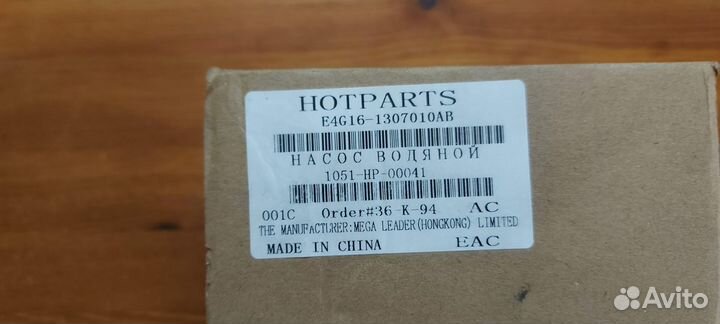 HOTPARTS
E4G16-1307010AB
НАСОС ВОДЯНОЙ
1051-HP-00041
001C Order#36-K-94 AC
THE MANUFACTURER:MEGA LEADER(HONGKONG) LIMITED
MADE IN CHINA EAC
Avito